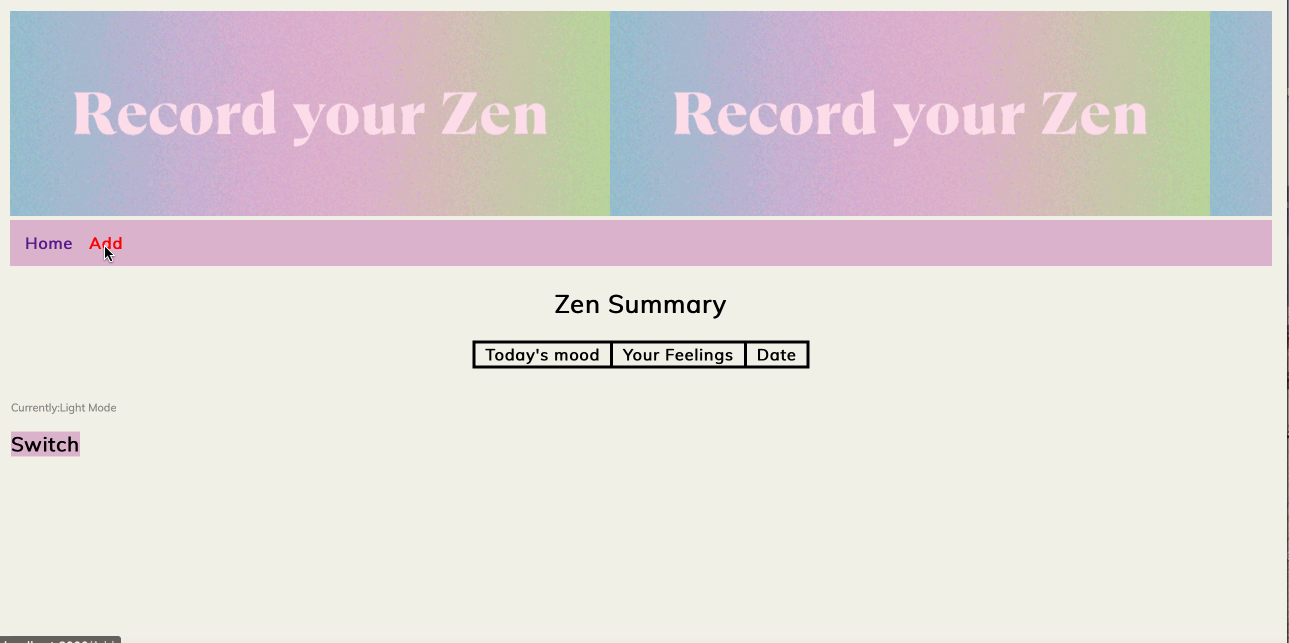 Record your Zen Record your Zen
Home Add
Zen Summary
Today's mood Your Feelings Date
Currently:Light Mode
Switch